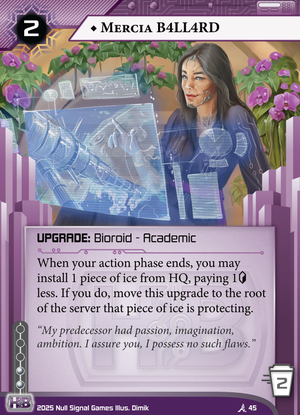 2
♦ Mercia B4LL4RD
UPGRADE: Bioroid - Academic
When your action phase ends, you may
install 1 piece of ice from HQ, paying 1
less. If you do, move this upgrade to the root
of the server that piece of ice is protecting.
“My predecessor had passion, imagination,
ambition. I assure you, I possess no such flaws.”
2
HB
2025 Null Signal Games Illus. Dimik
45